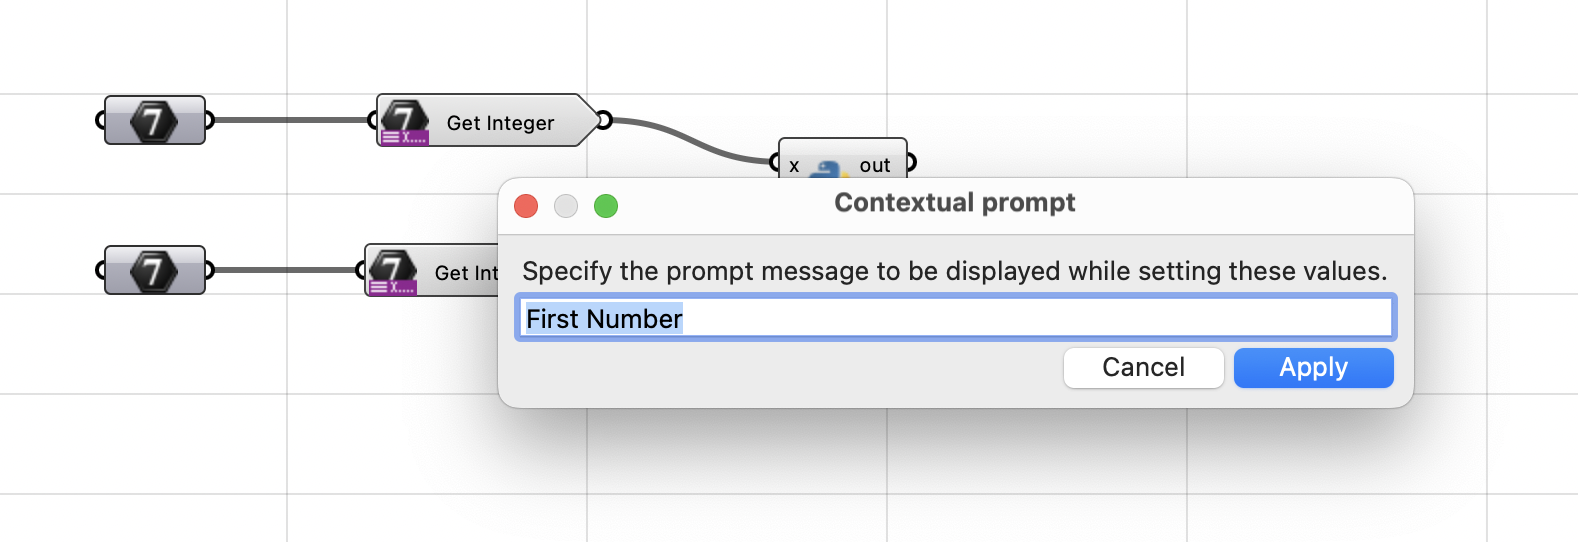 7
7
Get Integer
x
out
Contextual prompt
7
7
Get Int
Specify the prompt message to be displayed while setting these values.
First Number
Cancel
Apply